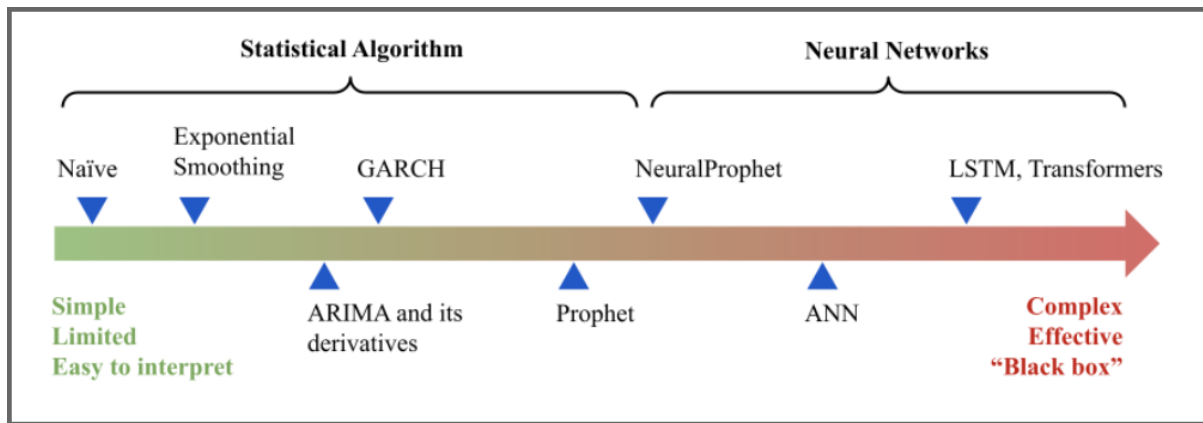 Statistical Algorithm
Neural Networks
Naïve
Exponential
Smoothing
GARCH
NeuralProphet
LSTM, Transformers
ARIMA and its
derivatives
Prophet
ANN
Simple
Limited
Easy to interpret
Complex
Effective
“Black box”